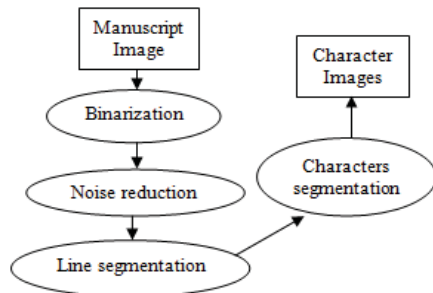 Manuscript
Image
Binarization
Noise reduction
Line segmentation
Characters
segmentation
Character
Images